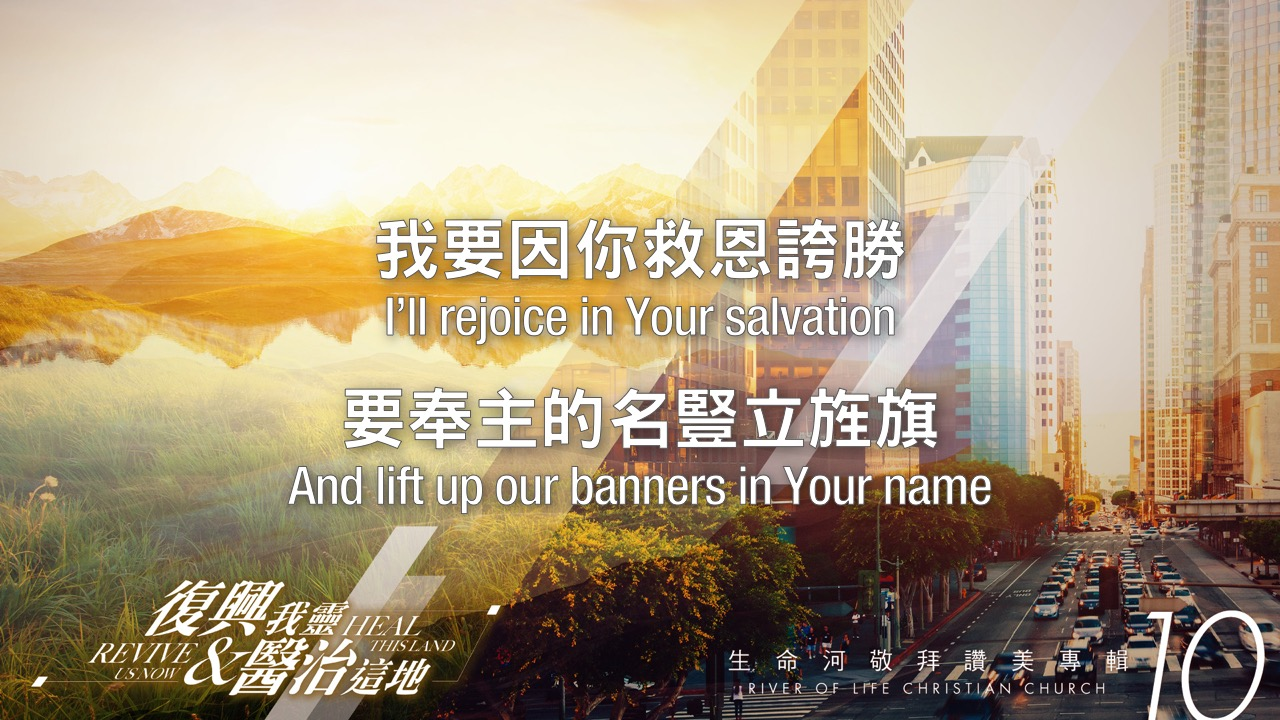 我要因你救恩誇勝
I'll rejoice in Your salvation
要奉主的名豎立旌旗
And lift up our banners in Your name
復興我靈 HEAL THIS LAND
REVIVE US NOW & 醫治這地
生命河敬拜讚美專輯 10
RIVER OF LIFE CHRISTIAN CHURCH